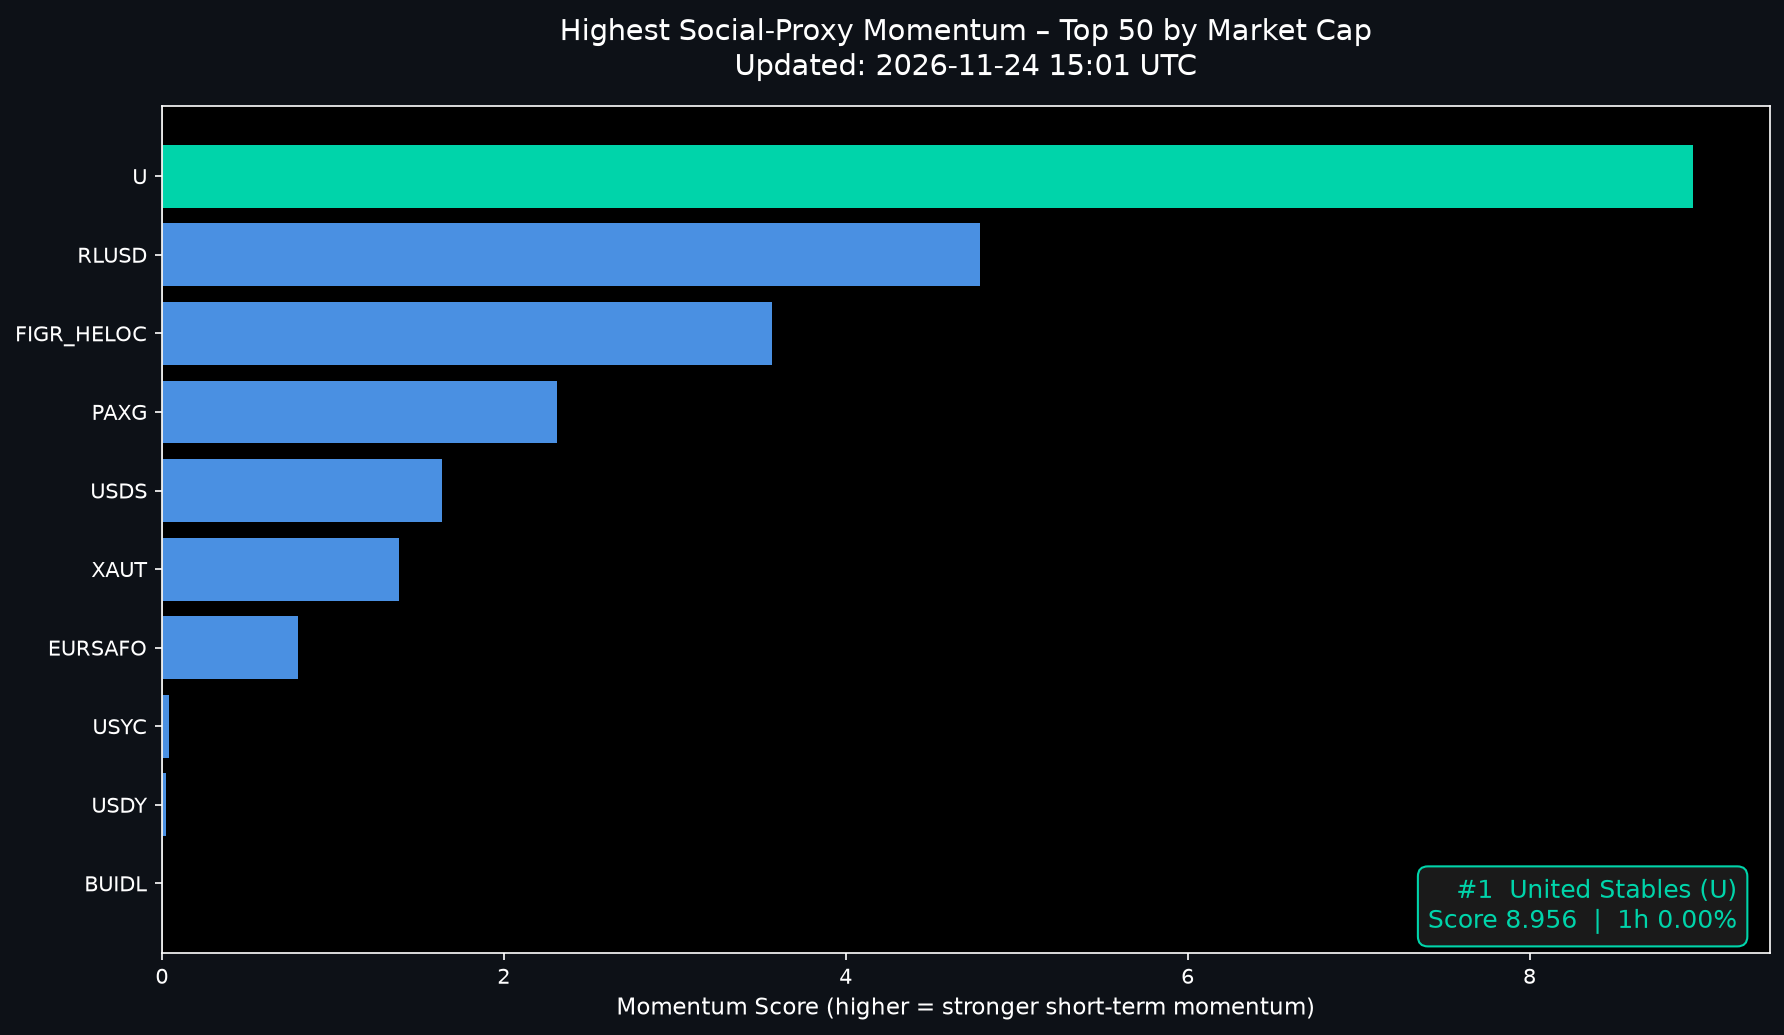 Highest Social-Proxy Momentum – Top 50 by Market Cap
Updated: 2026-11-24 15:01 UTC
U
RLUSD
FIGR_HELOC
PAXG
USDS
XAUT
EURSAFO
USYC
USDY
BUIDL
#1 United Stables (U)
Score 8.956 | 1h 0.00%
0 2 4 6 8
Momentum Score (higher = stronger short-term momentum)